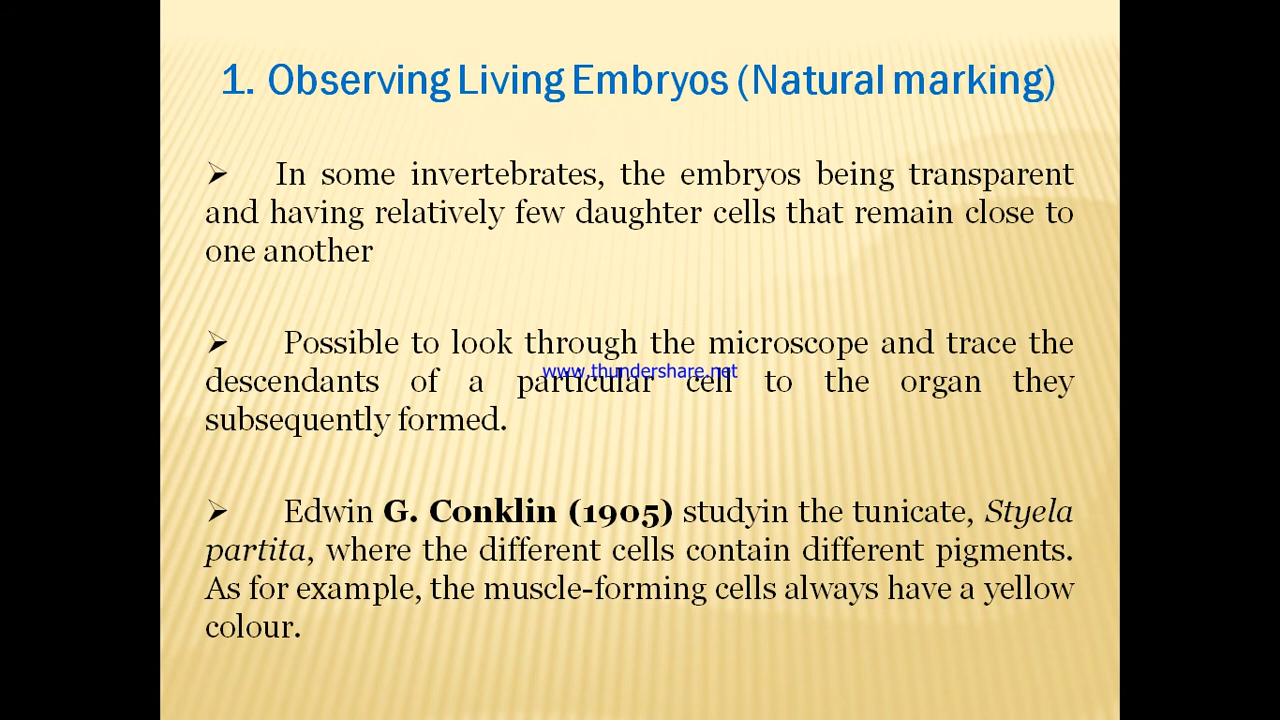 1. Observing Living Embryos (Natural marking)
➢ In some invertebrates, the embryos being transparent
and having relatively few daughter cells that remain close to
one another
➢ Possible to look through the microscope and trace the
www.thundershare.net
descendants of a particular cell to the organ they
subsequently formed.
➢ Edwin G. Conklin (1905) studyin the tunicate, Styela
partita, where the different cells contain different pigments.
As for example, the muscle-forming cells always have a yellow
colour.